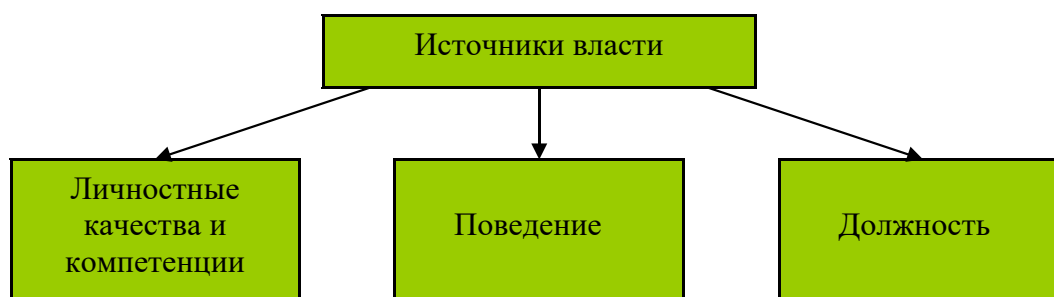 Источники власти
Личностные
качества и
компетенции
Поведение
Должность